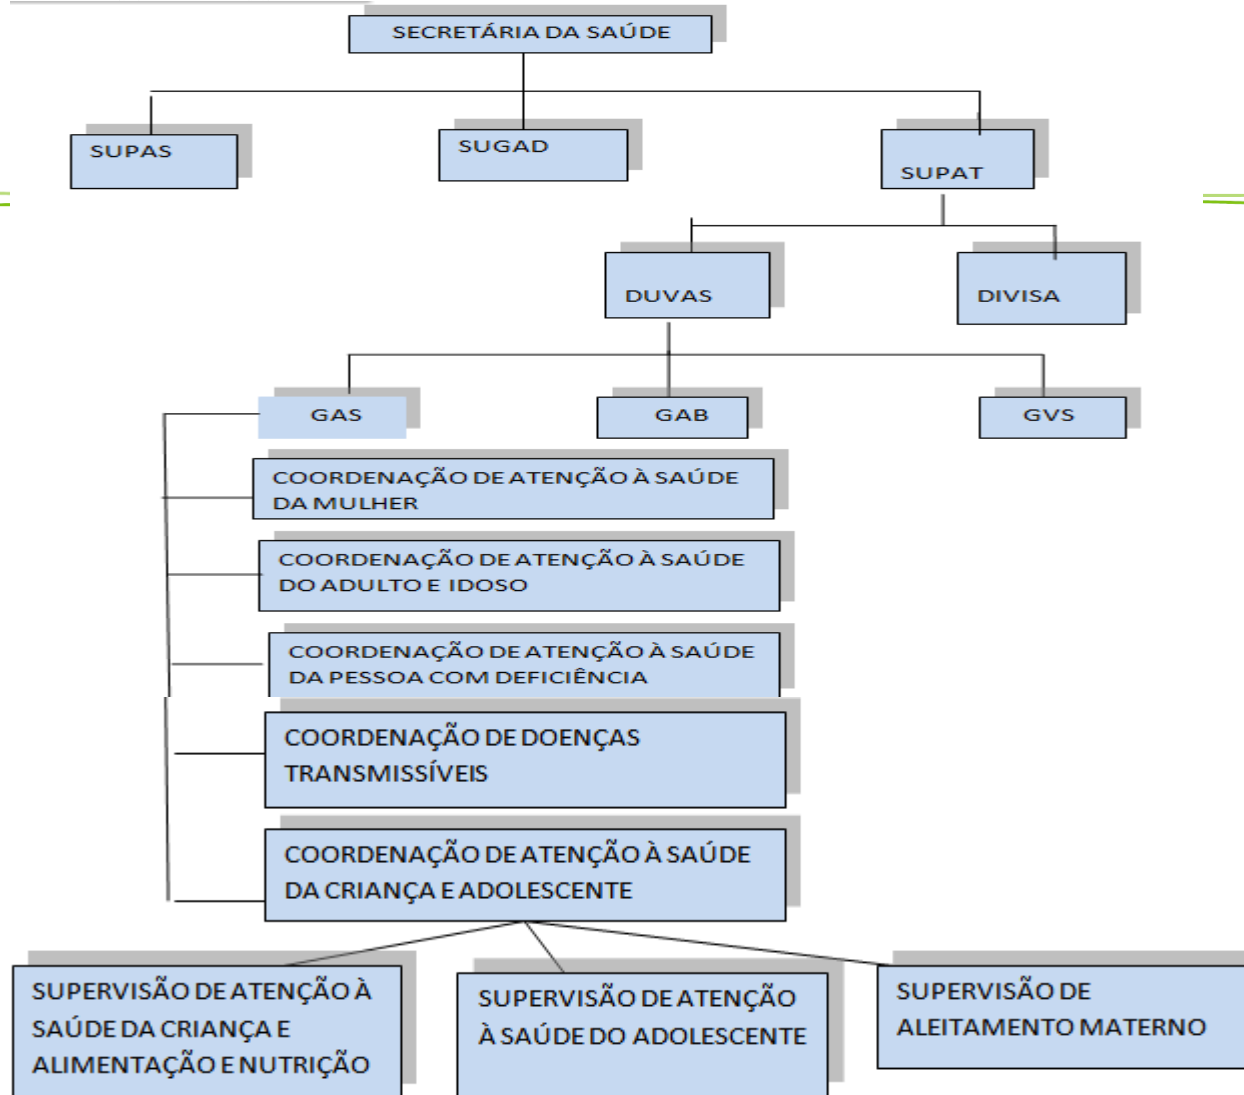 SECRETÁRIA DA SAÚDE
SUPAS
SUGAD
SUPAT
DUVAS
DIVISA
GAS
GAB
GVS
COORDENAÇÃO DE ATENÇÃO À SAÚDE
DA MULHER
COORDENAÇÃO DE ATENÇÃO À SAÚDE
DO ADULTO E IDOSO
COORDENAÇÃO DE ATENÇÃO À SAÚDE
DA PESSOA COM DEFICIÊNCIA
COORDENAÇÃO DE DOENÇAS
TRANSMISSÍVEIS
COORDENAÇÃO DE ATENÇÃO À SAÚDE
DA CRIANÇA E ADOLESCENTE
SUPERVISÃO DE ATENÇÃO À
SAÚDE DA CRIANÇA E
ALIMENTAÇÃO E NUTRIÇÃO
SUPERVISÃO DE ATENÇÃO
À SAÚDE DO ADOLESCENTE
SUPERVISÃO DE
ALEITAMENTO MATERNO